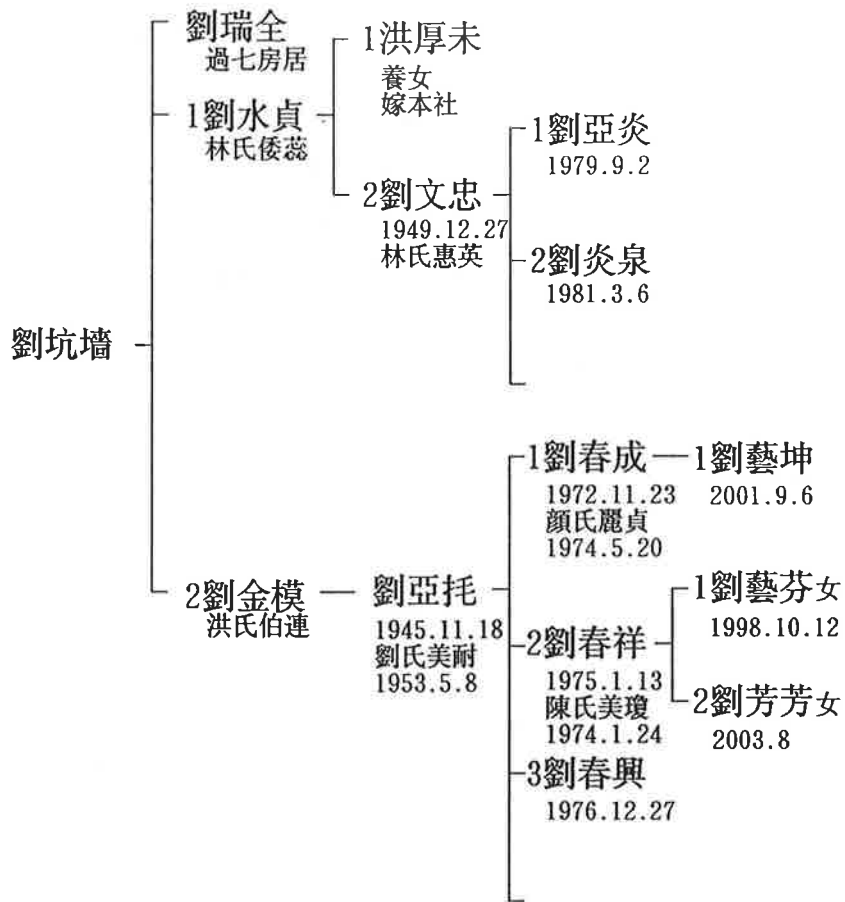 劉坑墻
劉瑞全
過七房居
1劉水貞
林氏倭蕊
1洪厚未
養女
嫁本社
2劉文忠
1949.12.27
林氏惠英
1劉亞炎
1979.9.2
2劉炎泉
1981.3.6
2劉金模
洪氏伯連
劉亞扥
1945.11.18
劉氏美耐
1953.5.8
1劉春成
1972.11.23
顔氏麗貞
1974.5.20
1劉藝坤
2001.9.6
2劉春祥
1975.1.13
陳氏美瓊
1974.1.24
1劉藝芬女
1998.10.12
2劉芳芳女
2003.8
3劉春興
1976.12.27